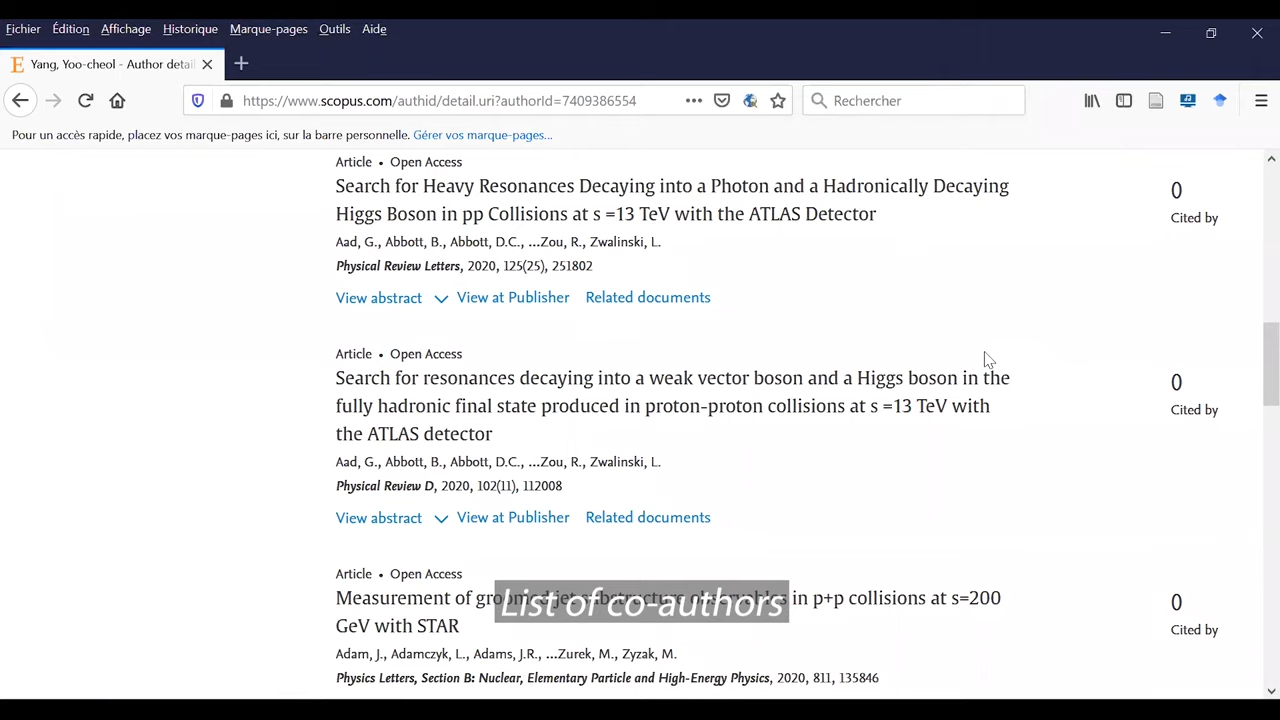 Fichier Édition Affichage Historique Marque-pages Outils Aide
Yang, Yoo-cheol - Author detai
https://www.scopus.com/authid/detail.uri?authorId=7409386554
Rechercher
Pour un accès rapide, placez vos marque-pages ici, sur la barre personnelle. Gérer vos marque-pages...
Article • Open Access
Search for Heavy Resonances Decaying into a Photon and a Hadronically Decaying
Higgs Boson in pp Collisions at s =13 TeV with the ATLAS Detector
0
Cited by
Aad, G., Abbott, B., Abbott, D.C., ...Zou, R., Zwalinski, L.
Physical Review Letters, 2020, 125(25), 251802
View abstract View at Publisher Related documents
Article • Open Access
Search for resonances decaying into a weak vector boson and a Higgs boson in the
fully hadronic final state produced in proton-proton collisions at s =13 TeV with
the ATLAS detector
0
Cited by
Aad, G., Abbott, B., Abbott, D.C., ...Zou, R., Zwalinski, L.
Physical Review D, 2020, 102(11), 112008
View abstract View at Publisher Related documents
Article • Open Access
Measurement of groomed jet substructure observables in p+p collisions at s=200
GeV with STAR
0
Cited by
List of co-authors
Adam, J., Adamczyk, L., Adams, J.R., ...Zurek, M., Zyzak, M.
Physics Letters, Section B: Nuclear, Elementary Particle and High-Energy Physics, 2020, 811, 135846